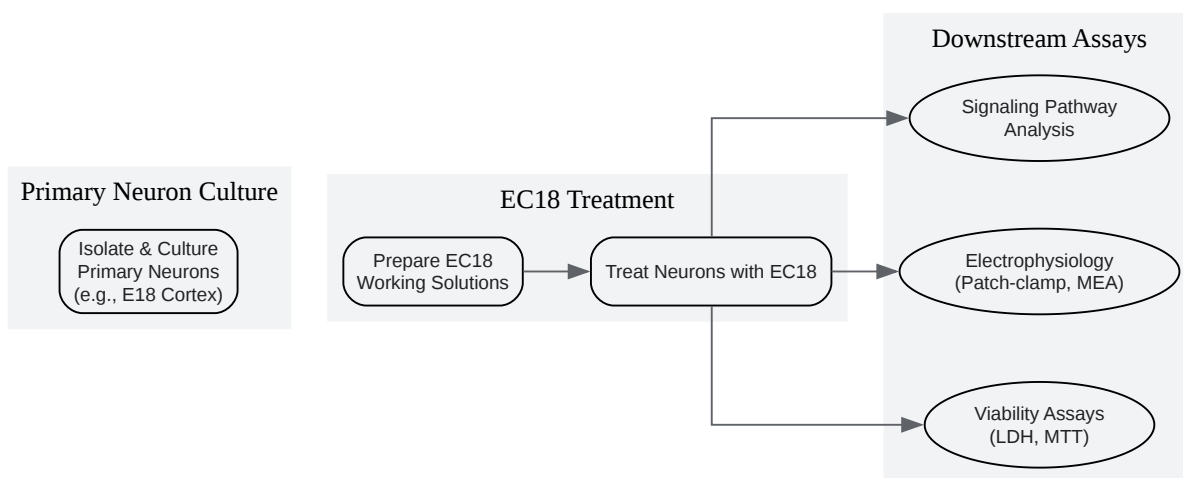 Primary Neuron Culture
Isolate & Culture
Primary Neurons
(e.g., E18 Cortex)
EC18 Treatment
Prepare EC18
Working Solutions
Treat Neurons with EC18
Downstream Assays
Signaling Pathway
Analysis
Electrophysiology
(Patch-clamp, MEA)
Viability Assays
(LDH, MTT)